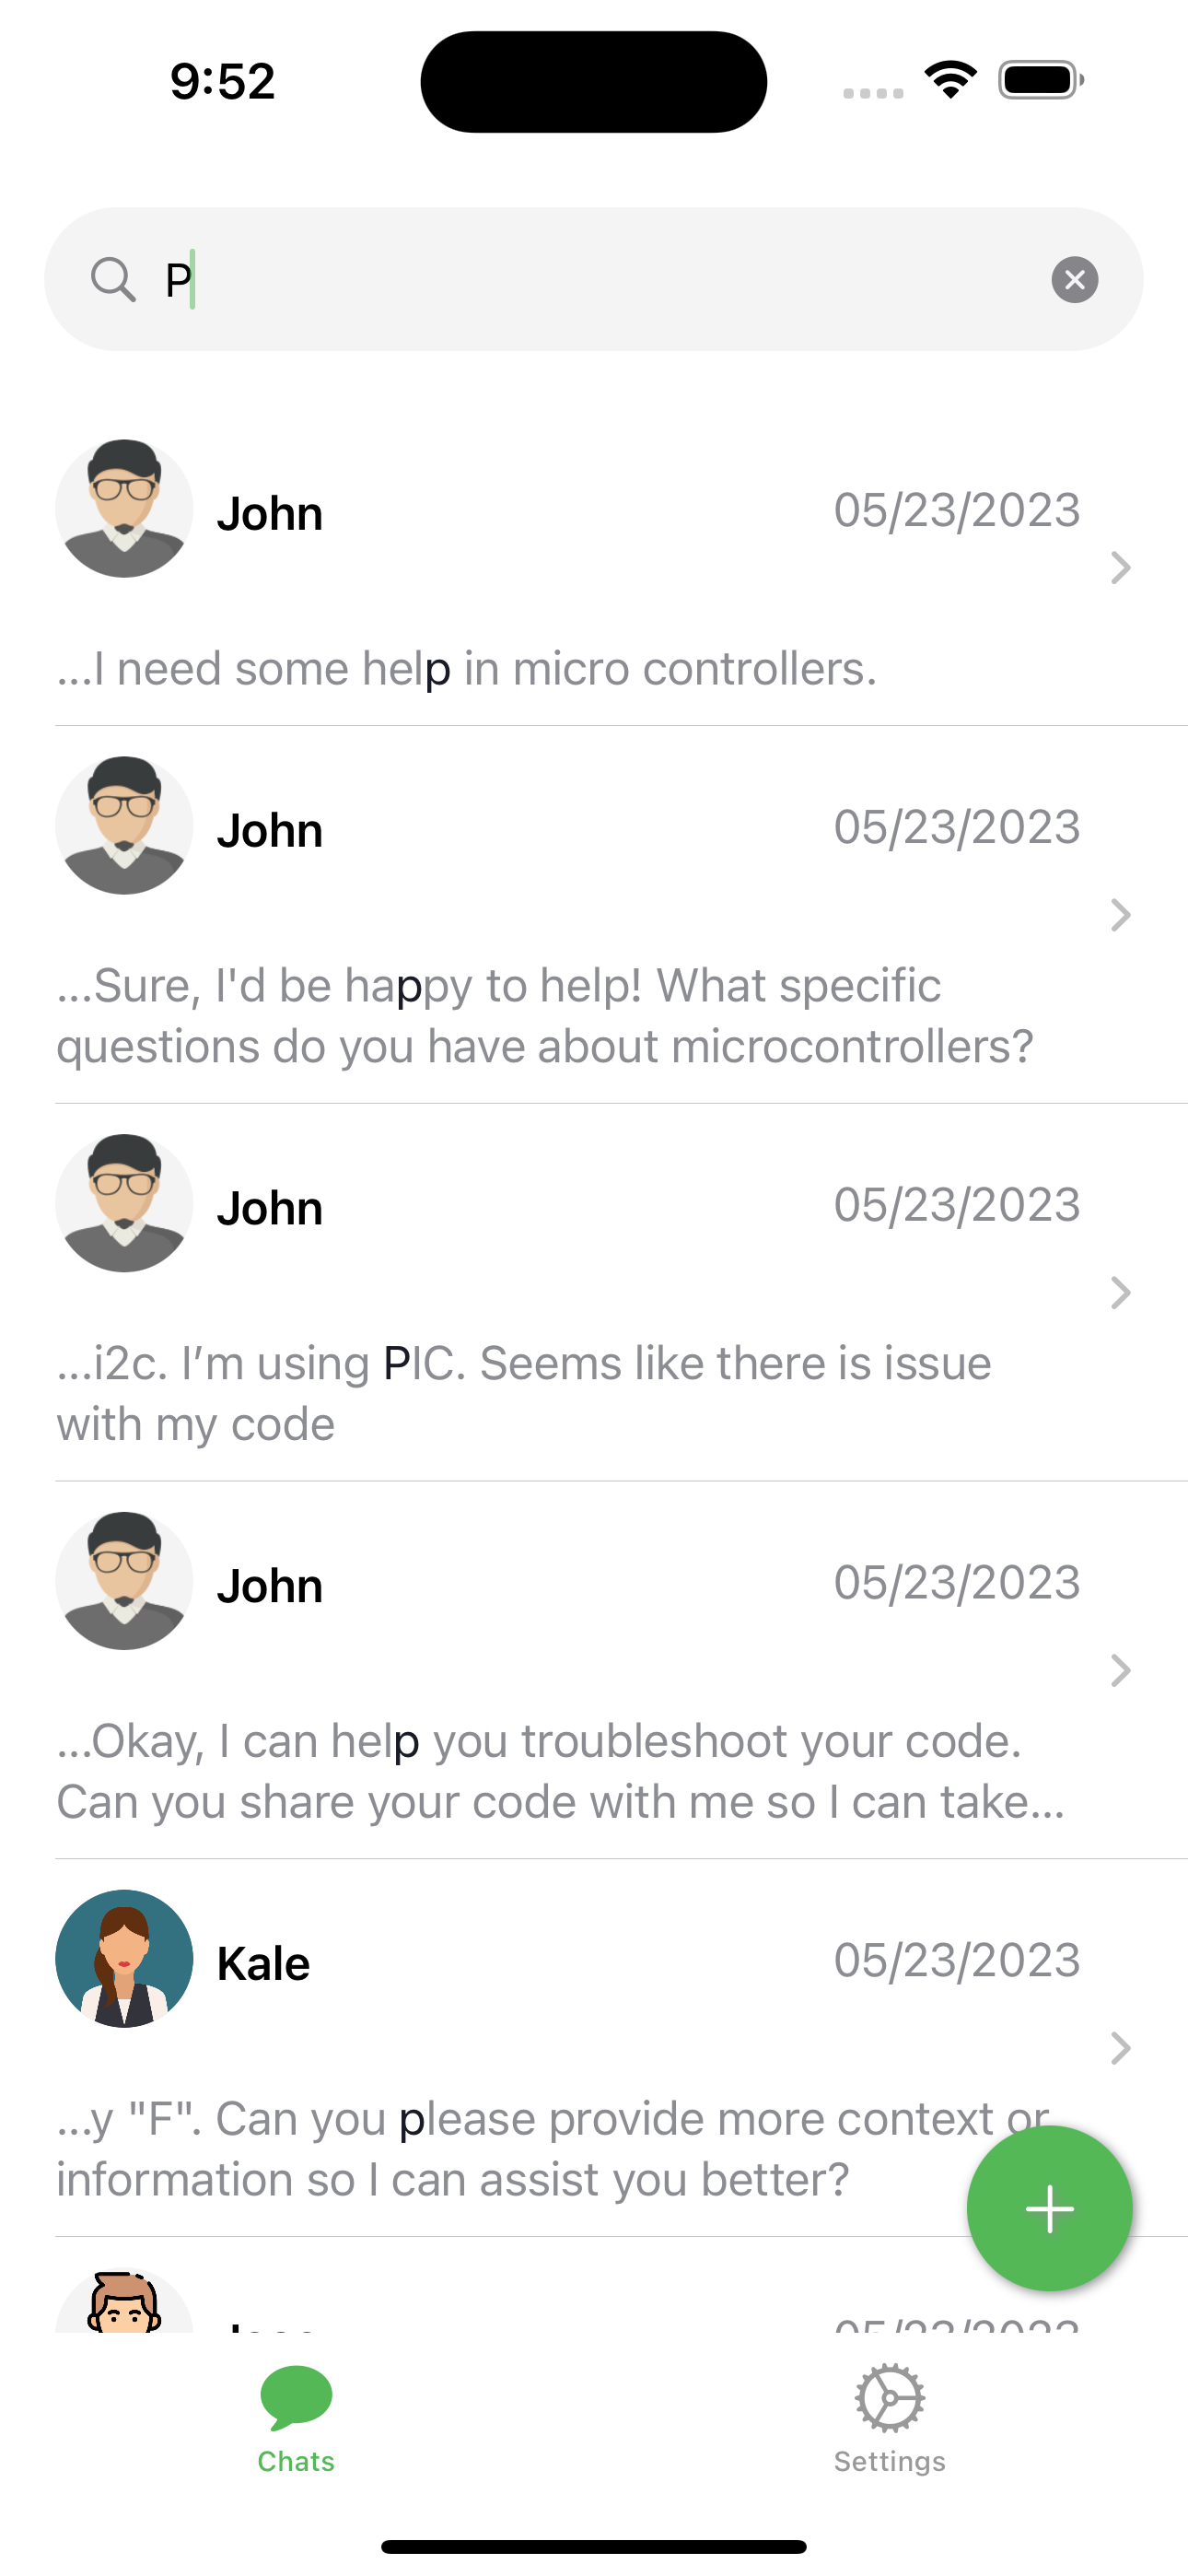 9:52
P
John
05/23/2023
...I need some help in micro controllers.
John
05/23/2023
...Sure, I'd be happy to help! What specific
questions do you have about microcontrollers?
John
05/23/2023
...i2c. I’m using PIC. Seems like there is issue
with my code
John
05/23/2023
...Okay, I can help you troubleshoot your code.
Can you share your code with me so I can take...
Kale
05/23/2023
...y "F". Can you please provide more context or
information so I can assist you better?
05/23/2023
Chats
Settings